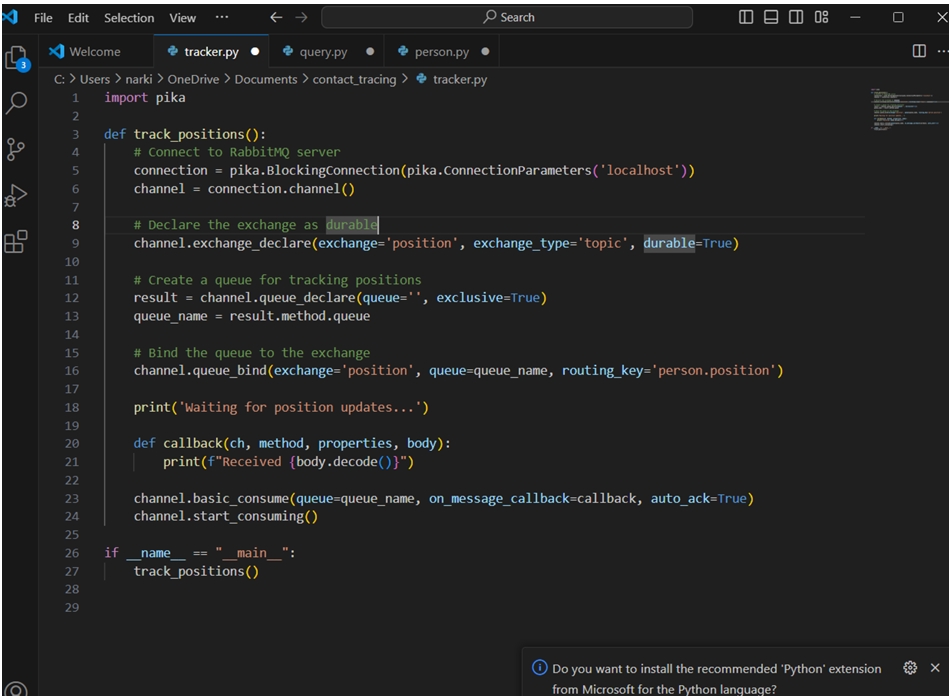 File Edit Selection View ··· Search
3
Welcome tracker.py query.py person.py
C: > Users > narki > OneDrive > Documents > contact_tracing > tracker.py
1 import pika
2
3 def track_positions():
4     # Connect to RabbitMQ server
5     connection = pika.BlockingConnection(pika.ConnectionParameters('localhost'))
6     channel = connection.channel()
7
8     # Declare the exchange as durable
9     channel.exchange_declare(exchange='position', exchange_type='topic', durable=True)
10
11     # Create a queue for tracking positions
12     result = channel.queue_declare(queue='', exclusive=True)
13     queue_name = result.method.queue
14
15     # Bind the queue to the exchange
16     channel.queue_bind(exchange='position', queue=queue_name, routing_key='person.position')
17
18     print('Waiting for position updates...')
19
20     def callback(ch, method, properties, body):
21         print(f"Received {body.decode()}")
22
23     channel.basic_consume(queue=queue_name, on_message_callback=callback, auto_ack=True)
24     channel.start_consuming()
25
26 if __name__ == "__main__":
27     track_positions()
28
29
Do you want to install the recommended 'Python' extension
from Microsoft for the Python language?